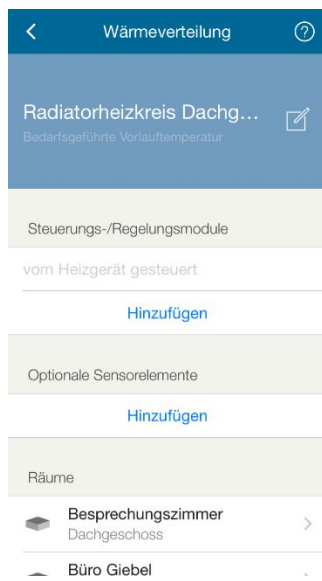 Wärmeverteilung
Radiatorheizkreis Dachg...
Bedarfsgeführte Vorlauftemperatur
Steuerungs-/Regelungsmodule
vom Heizgerät gesteuert
Hinzufügen
Optionale Sensorelemente
Hinzufügen
Räume
Besprechungszimmer
Dachgeschoss
Büro Giebel